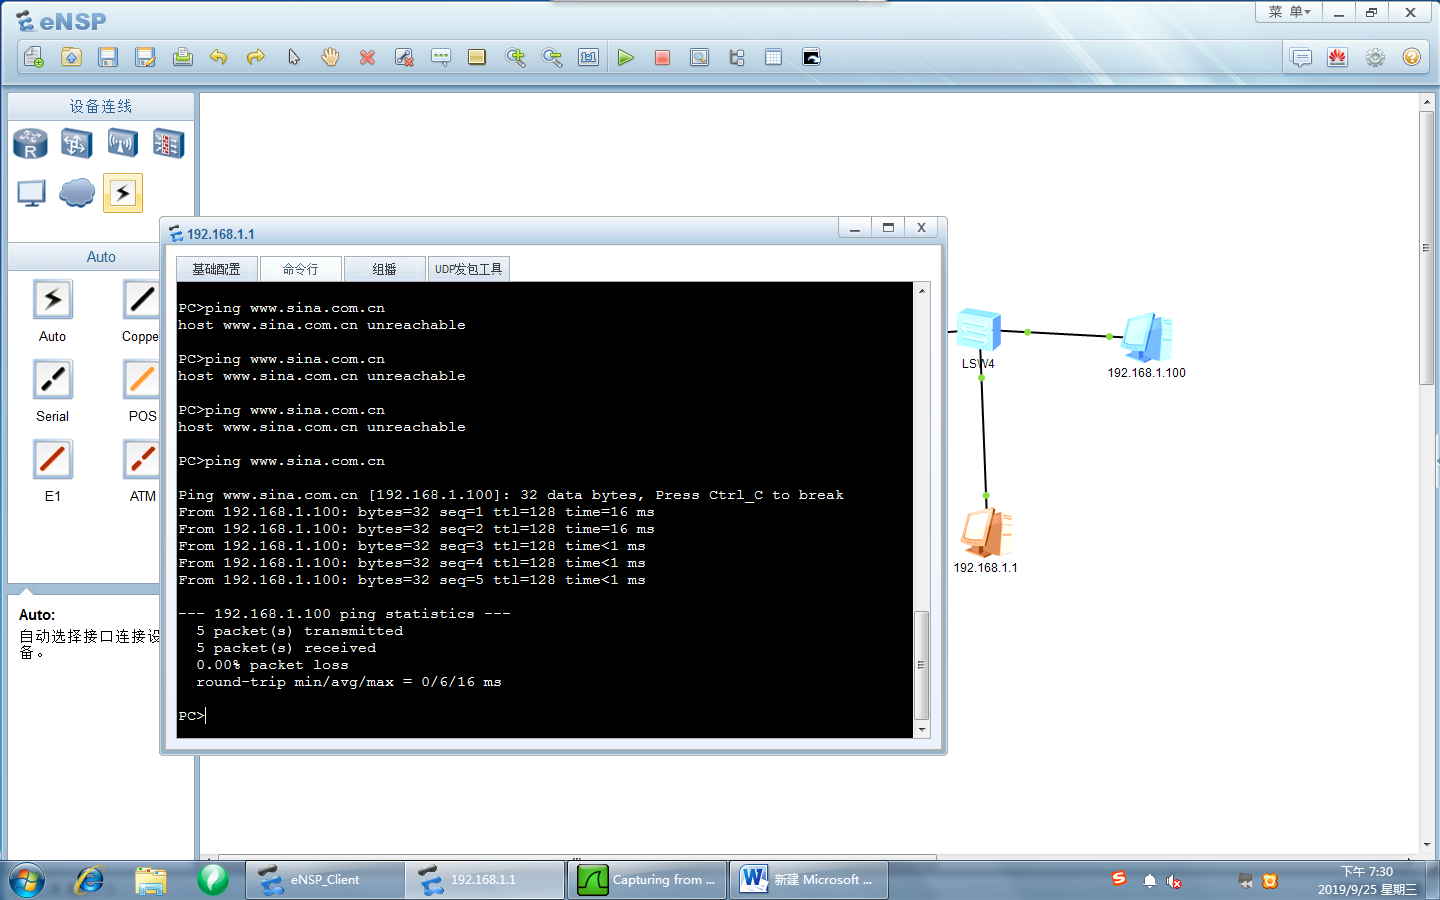 eNSP
菜 单
设备连线
R
Auto
Auto
Coppe
Serial
POS
E1
ATM
Auto:
自动选择接口连接设
备。
192.168.1.1
基础配置
命令行
组播
UDP发包工具
PC>ping www.sina.com.cn
host www.sina.com.cn unreachable
PC>ping www.sina.com.cn
host www.sina.com.cn unreachable
PC>ping www.sina.com.cn
host www.sina.com.cn unreachable
PC>ping www.sina.com.cn
Ping www.sina.com.cn [192.168.1.100]: 32 data bytes, Press Ctrl_C to break
From 192.168.1.100: bytes=32 seq=1 ttl=128 time=16 ms
From 192.168.1.100: bytes=32 seq=2 ttl=128 time=16 ms
From 192.168.1.100: bytes=32 seq=3 ttl=128 time<1 ms
From 192.168.1.100: bytes=32 seq=4 ttl=128 time<1 ms
From 192.168.1.100: bytes=32 seq=5 ttl=128 time<1 ms
--- 192.168.1.100 ping statistics ---
5 packet(s) transmitted
5 packet(s) received
0.00% packet loss
round-trip min/avg/max = 0/6/16 ms
PC>
LSW4
192.168.1.100
192.168.1.1
eNSP_Client
192.168.1.1
Capturing from ...
新建 Microsoft ...
下午 7:30
2019/9/25 星期三